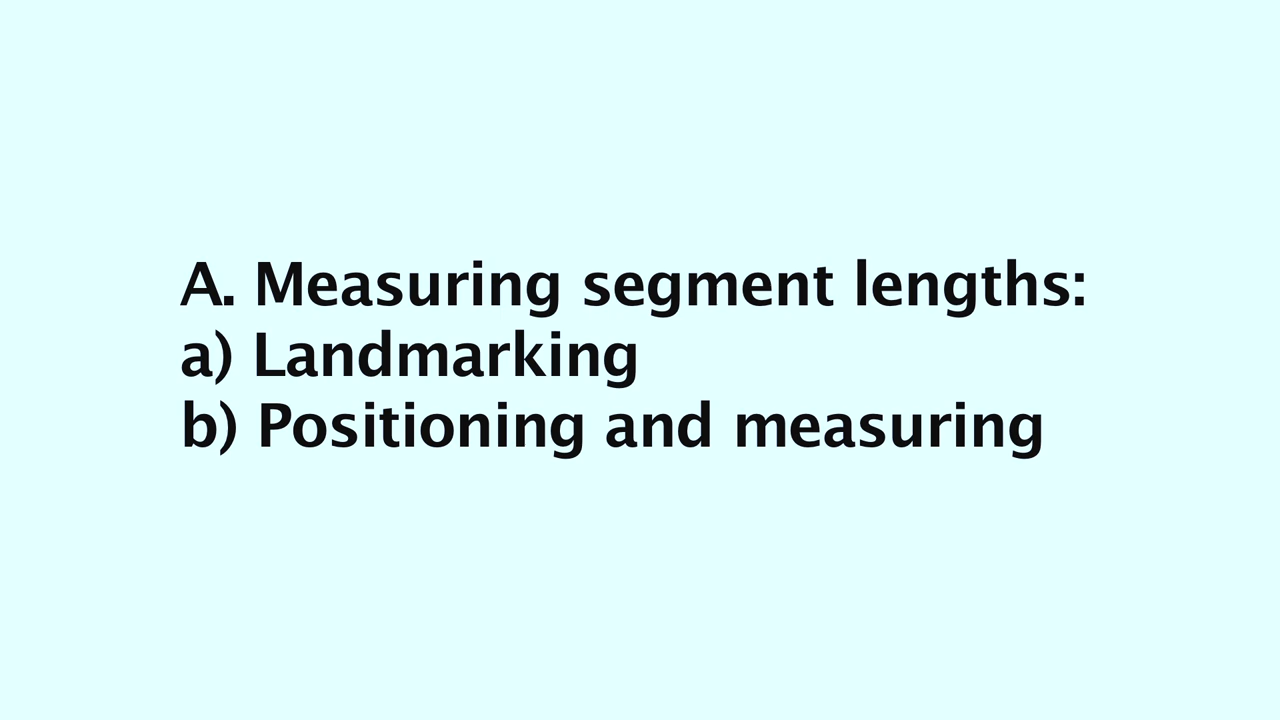 A. Measuring segment lengths:
a) Landmarking
b) Positioning and measuring